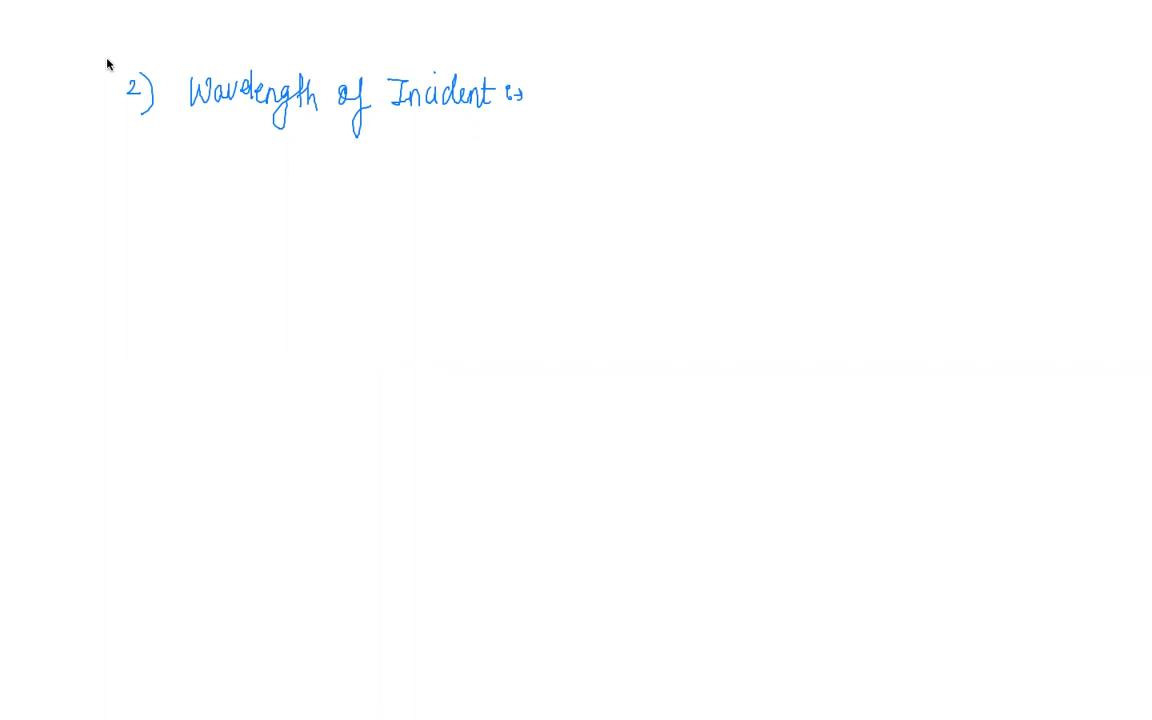 2) Wavelength of Incident :→